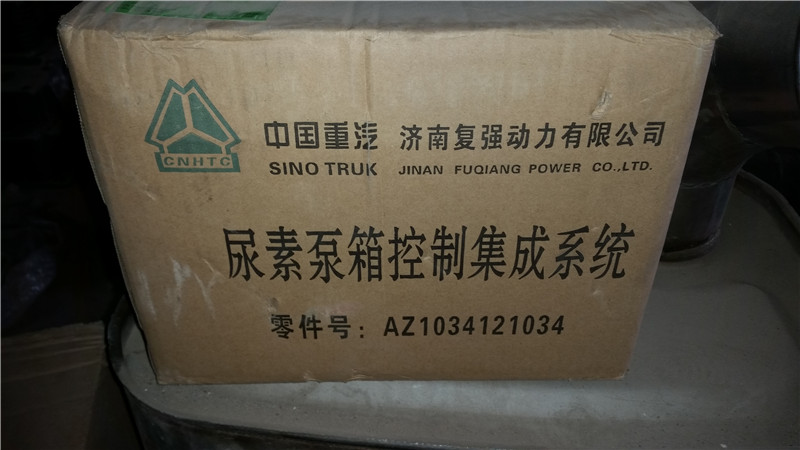 CNHTC
中国重汽 济南复强动力有限公司
SINO TRUK JINAN FUQIANG POWER CO.,LTD.
尿素泵箱控制集成系统
零件号：AZ1034121034